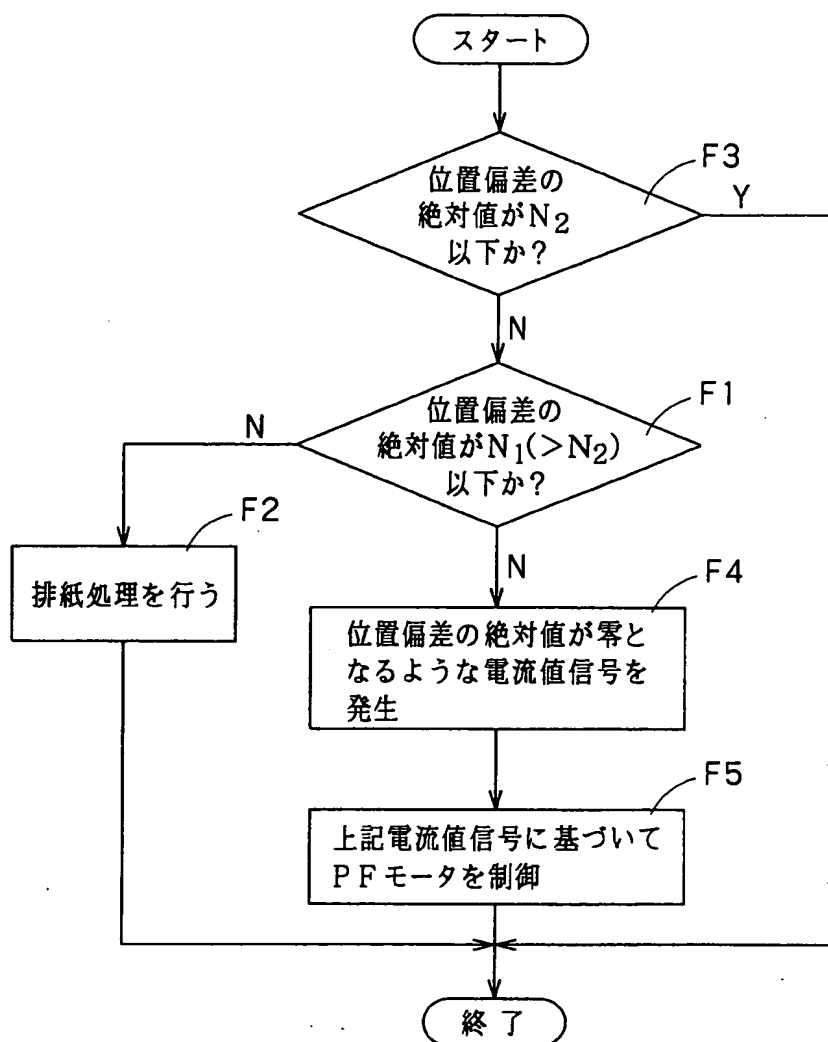 スタート
F3
位置偏差の
絶対値がN2
以下か?
Y
N
F1
位置偏差の
絶対値がN1(>N2)
以下か?
N
F2
排紙処理を行う
N
F4
位置偏差の絶対値が零と
なるような電流値信号を
発生
F5
上記電流値信号に基づいて
PFモータを制御
終了